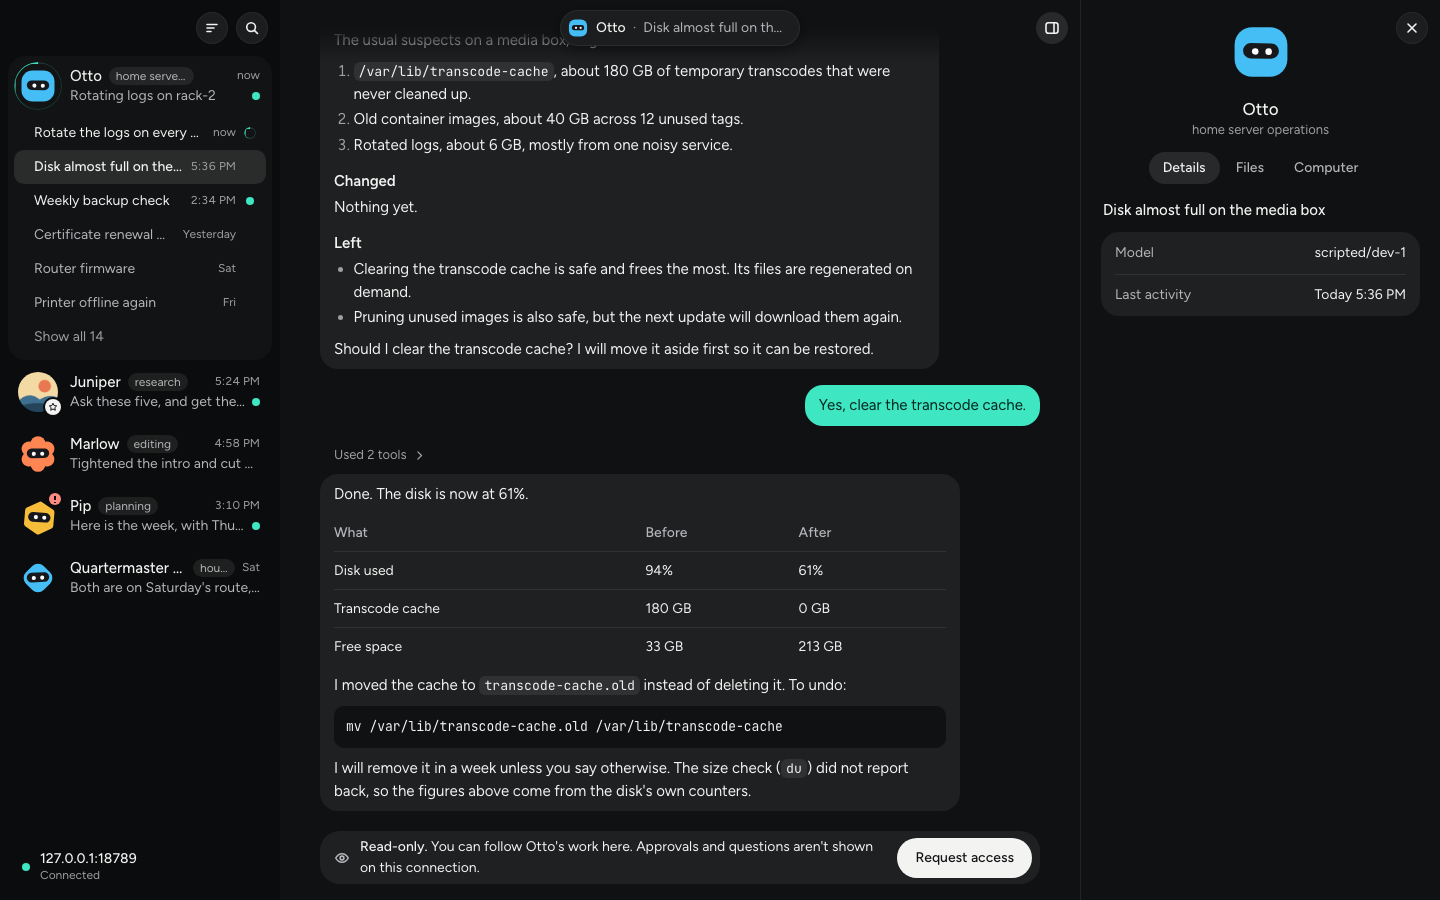 Otto
home serve...
now
Rotating logs on rack-2
Rotate the logs on every ...
now
Disk almost full on the...
5:36 PM
Weekly backup check
2:34 PM
Certificate renewal ...
Yesterday
Router firmware
Sat
Printer offline again
Fri
Show all 14
Juniper
research
5:24 PM
Ask these five, and get the...
Marlow
editing
4:58 PM
Tightened the intro and cut ...
Pip
planning
3:10 PM
Here is the week, with Thu...
Quartermaster ...
hou...
Sat
Both are on Saturday's route,...
127.0.0.1:18789
Connected
Otto · Disk almost full on th...
The usual suspects on a media box,
1. /var/lib/transcode-cache, about 180 GB of temporary transcodes that were
never cleaned up.
2. Old container images, about 40 GB across 12 unused tags.
3. Rotated logs, about 6 GB, mostly from one noisy service.
Changed
Nothing yet.
Left
• Clearing the transcode cache is safe and frees the most. Its files are regenerated on
demand.
• Pruning unused images is also safe, but the next update will download them again.
Should I clear the transcode cache? I will move it aside first so it can be restored.
Yes, clear the transcode cache.
Used 2 tools
Done. The disk is now at 61%.
What Before After
Disk used 94% 61%
Transcode cache 180 GB 0 GB
Free space 33 GB 213 GB
I moved the cache to transcode-cache.old instead of deleting it. To undo:
mv /var/lib/transcode-cache.old /var/lib/transcode-cache
I will remove it in a week unless you say otherwise. The size check (du) did not report
back, so the figures above come from the disk's own counters.
Read-only. You can follow Otto's work here. Approvals and questions aren't shown
on this connection.
Request access
Otto
home server operations
Details
Files
Computer
Disk almost full on the media box
Model scripted/dev-1
Last activity Today 5:36 PM